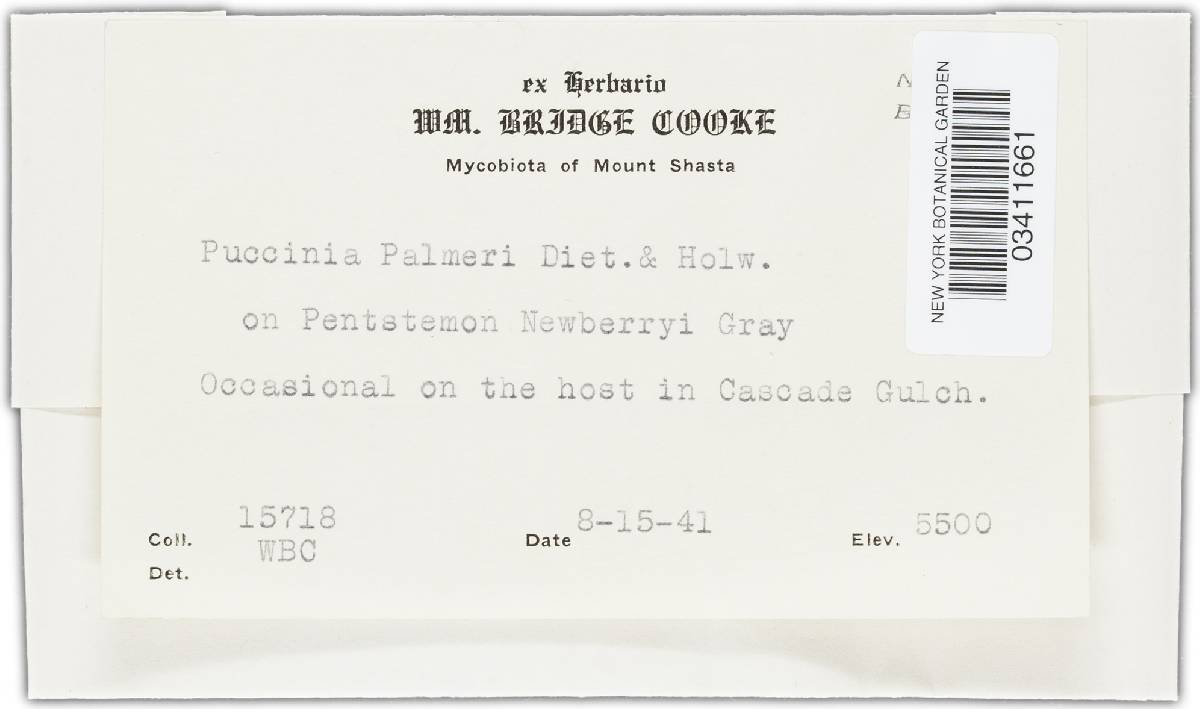 ex Herbario
WM. BRIDGE COOKE
Mycobiota of Mount Shasta
NEW YORK BOTANICAL GARDEN
03411661
Puccinia Palmeri Diet.& Holw.
on Pentstemon Newberryi Gray
Occasional on the host in Cascade Gulch.
Coll. 15718
WBC
Det.
Date 8-15-41
Elev. 5500